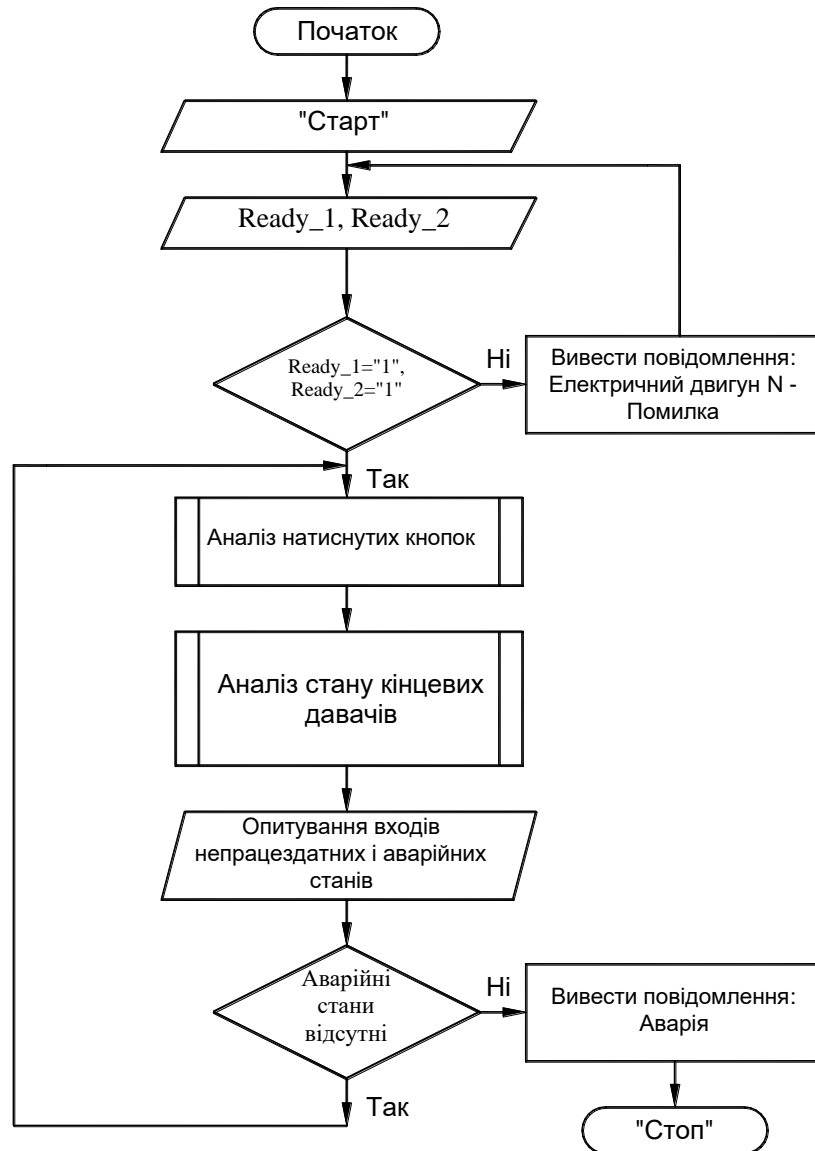 Початок
"Старт"
Ready_1, Ready_2
Ready_1="1",
Ready_2="1"
Ні
Вивести повідомлення:
Електричний двигун N -
Помилка
Так
Аналіз натиснутих кнопок
Аналіз стану кінцевих
давачів
Опитування входів
непрацездатних і аварійних
станів
Аварійні
стани
відсутні
Ні
Вивести повідомлення:
Аварія
Так
"Стоп"